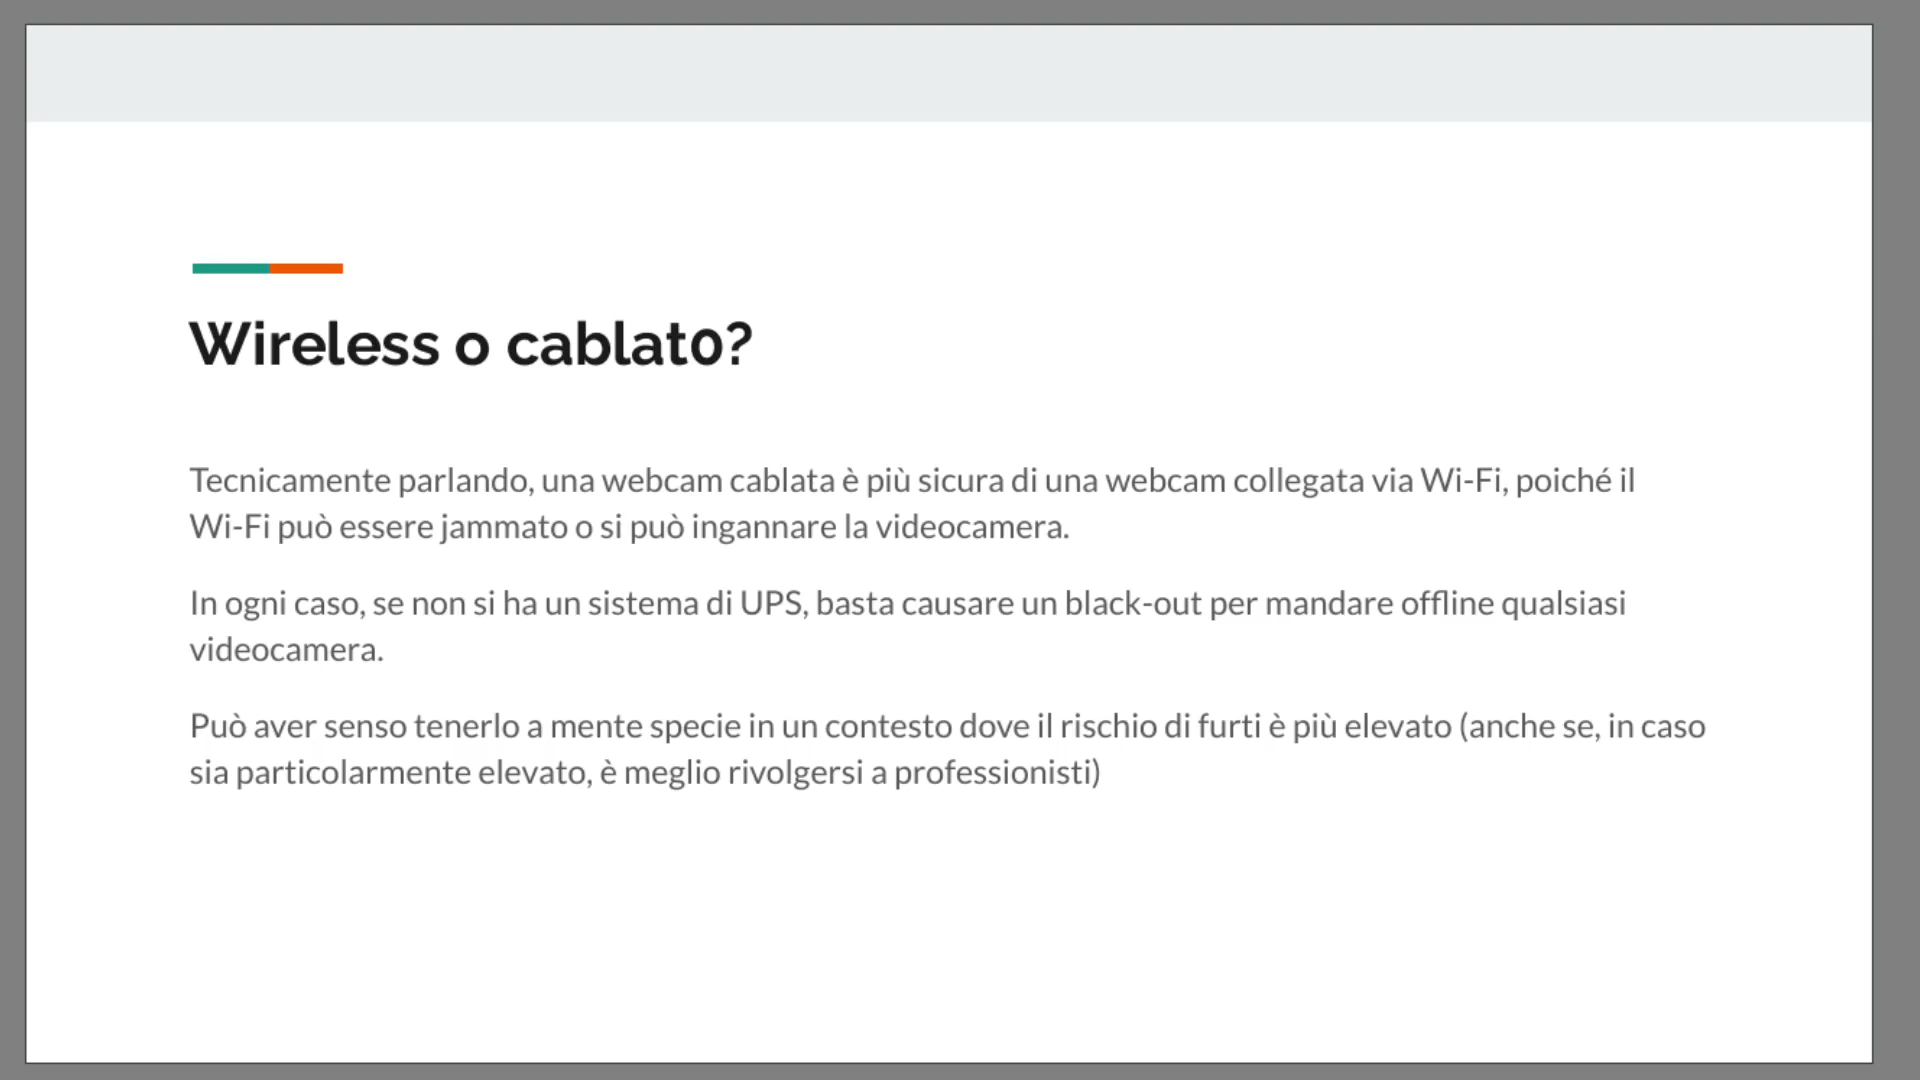 Wireless o cablat0?
Tecnicamente parlando, una webcam cablata è più sicura di una webcam collegata via Wi-Fi, poiché il
Wi-Fi può essere jammato o si può ingannare la videocamera.
In ogni caso, se non si ha un sistema di UPS, basta causare un black-out per mandare offline qualsiasi
videocamera.
Può aver senso tenerlo a mente specie in un contesto dove il rischio di furti è più elevato (anche se, in caso
sia particolarmente elevato, è meglio rivolgersi a professionisti)